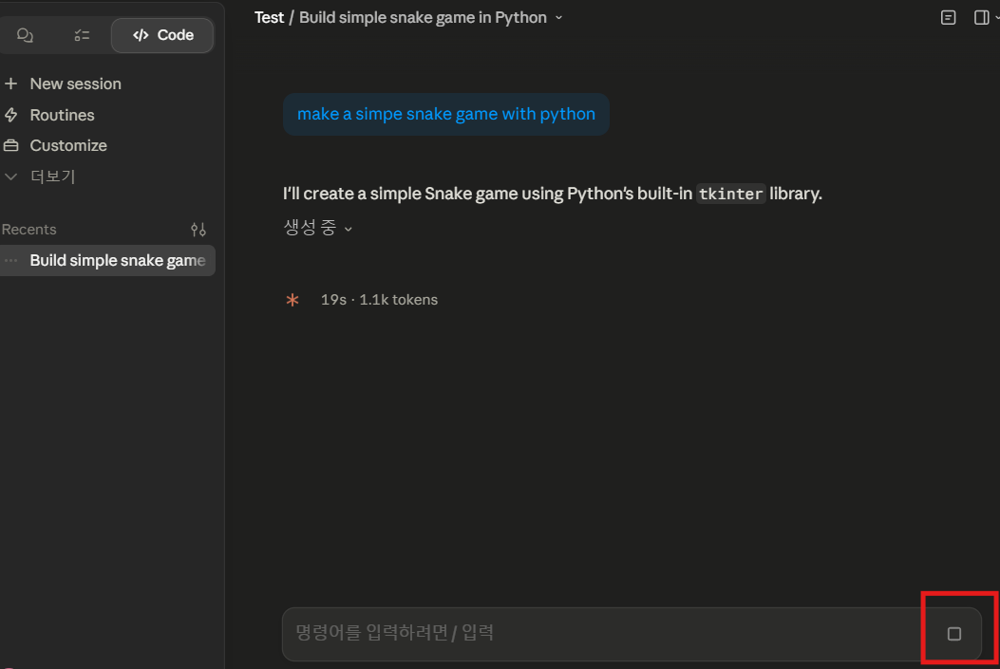 Code
New session
Routines
Customize
더보기
Recents
Build simple snake game
Test / Build simple snake game in Python
make a simpe snake game with python
I'll create a simple Snake game using Python's built-in tkinter library.
생성 중
19s · 1.1k tokens
명령어를 입력하려면 / 입력